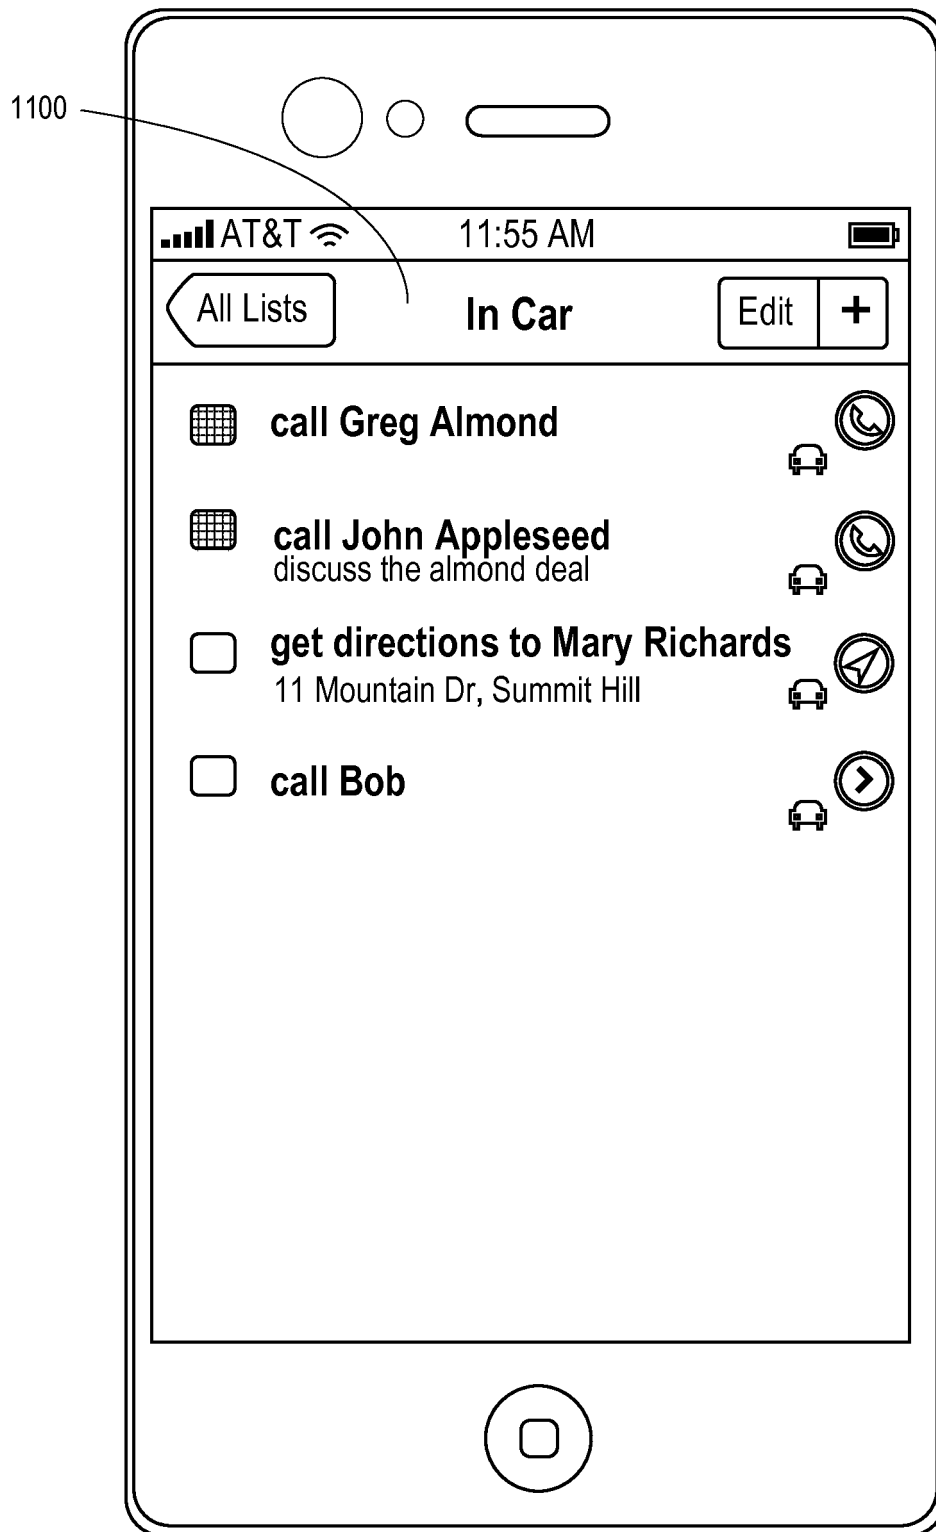 1100
AT&T 11:55 AM
All Lists In Car Edit +
call Greg Almond
call John Appleseed
discuss the almond deal
get directions to Mary Richards
11 Mountain Dr, Summit Hill
call Bob